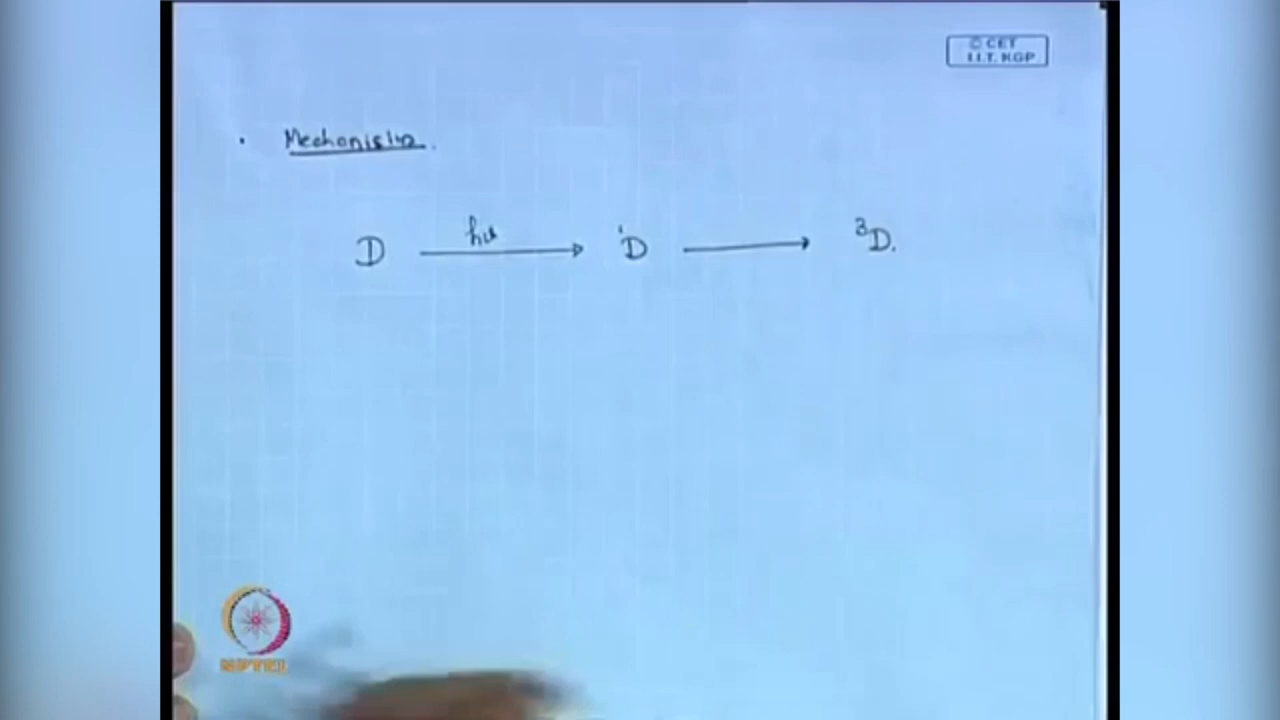 © CET
I.I.T. KGP
• Mechanism.
D hν → ¹D → ³D.
NPTEL